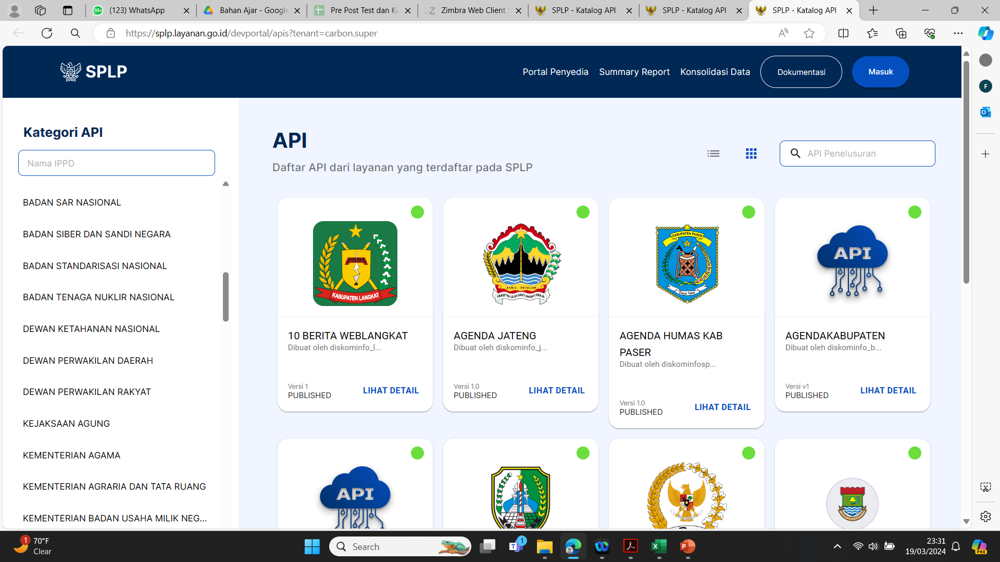 (123) WhatsApp
Bahan Ajar - Google
Pre Post Test dan Ku
Zimbra Web Client S
SPLP - Katalog API
SPLP - Katalog API
SPLP - Katalog API
https://splp.layanan.go.id/devportal/apis?tenant=carbon.super
SPLP
Portal Penyedia
Summary Report
Konsolidasi Data
Dokumentasi
Masuk
Kategori API
Nama IPPD
BADAN SAR NASIONAL
BADAN SIBER DAN SANDI NEGARA
BADAN STANDARISASI NASIONAL
BADAN TENAGA NUKLIR NASIONAL
DEWAN KETAHANAN NASIONAL
DEWAN PERWAKILAN DAERAH
DEWAN PERWAKILAN RAKYAT
KEJAKSAAN AGUNG
KEMENTERIAN AGAMA
KEMENTERIAN AGRARIA DAN TATA RUANG
KEMENTERIAN BADAN USAHA MILIK NEG...
API
Daftar API dari layanan yang terdaftar pada SPLP
API Penelusuran
KABUPATEN LANGKAT
10 BERITA WEBLANGKAT
Dibuat oleh diskominfo_l...
Versi 1
PUBLISHED
LIHAT DETAIL
JAWA - TENGAH
PRASETYA ULAH SAKTI BHAKTI PRAJA
AGENDA JATENG
Dibuat oleh diskominfo_j...
Versi 1.0
PUBLISHED
LIHAT DETAIL
KABUPATEN PASER
Daya Taka
AGENDA HUMAS KAB
PASER
Dibuat oleh diskominfosp...
Versi 1.0
PUBLISHED
LIHAT DETAIL
API
AGENDAKABUPATEN
Dibuat oleh diskominfo_b...
Versi v1
PUBLISHED
LIHAT DETAIL
API
F
1
70°F
Clear
Search
1
23:31
19/03/2024
PRE